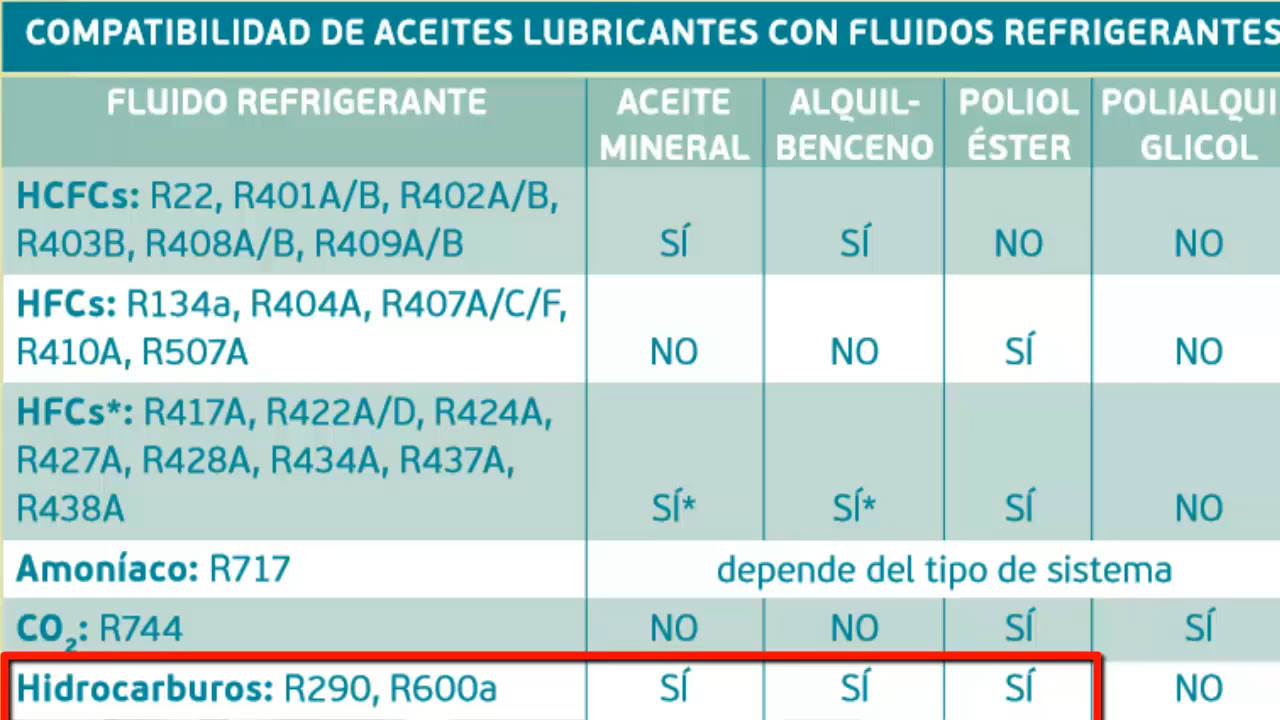 COMPATIBILIDAD DE ACEITES LUBRICANTES CON FLUIDOS REFRIGERANTES
FLUIDO REFRIGERANTE
ACEITE MINERAL
ALQUIL-
BENCENO
POLIOL
ÉSTER
POLIALQUI
GLICOL
HCFCs: R22, R401A/B, R402A/B,
R403B, R408A/B, R409A/B
SÍ SÍ NO NO
HFCs: R134a, R404A, R407A/C/F,
R410A, R507A
NO NO SÍ NO
HFCs*: R417A, R422A/D, R424A,
R427A, R428A, R434A, R437A,
R438A
SÍ* SÍ* SÍ NO
Amoníaco: R717
depende del tipo de sistema
CO₂: R744
NO NO SÍ SÍ
Hidrocarburos: R290, R600a
SÍ SÍ SÍ NO